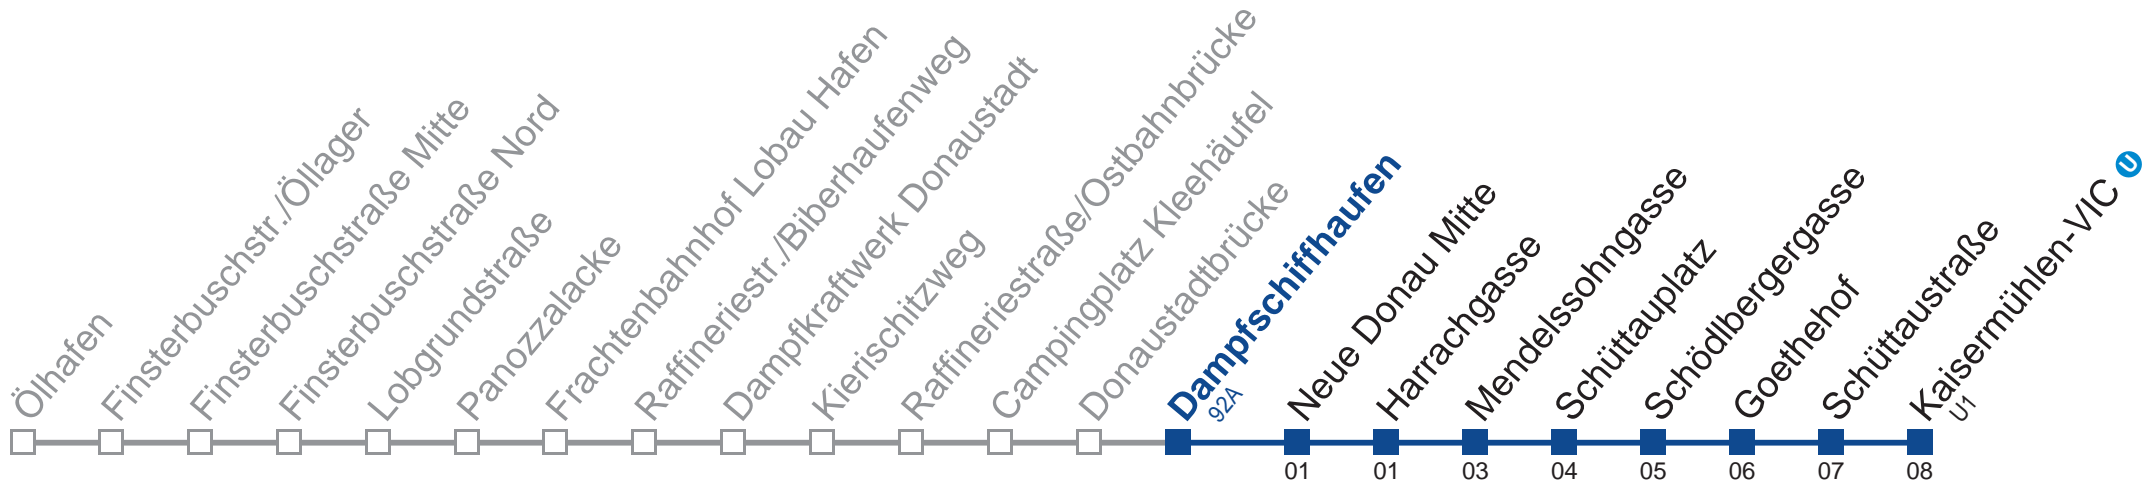 Ölhafen
Finsterbuschstr./Öllager
Finsterbuschstraße Mitte
Finsterbuschstraße Nord
Lobgrundstraße
Panozzalacke
Frachtenbahnhof Lobau Hafen
Raffineriestr./Biberhaufenweg
Dampfkraftwerk Donaustadt
Kierischitzweg
Raffineriestraße/Ostbahnbrücke
Campingplatz Kleehäufel
Donaustadtbrücke
Dampfschiffhaufen
92A
Neue Donau Mitte
Harrachgasse
Mendelssohngasse
Schüttauplatz
Schödlbergergasse
Goethehof
Schüttaustraße
Kaisermühlen-VIC U
U1
01 01 03 04 05 06 07 08